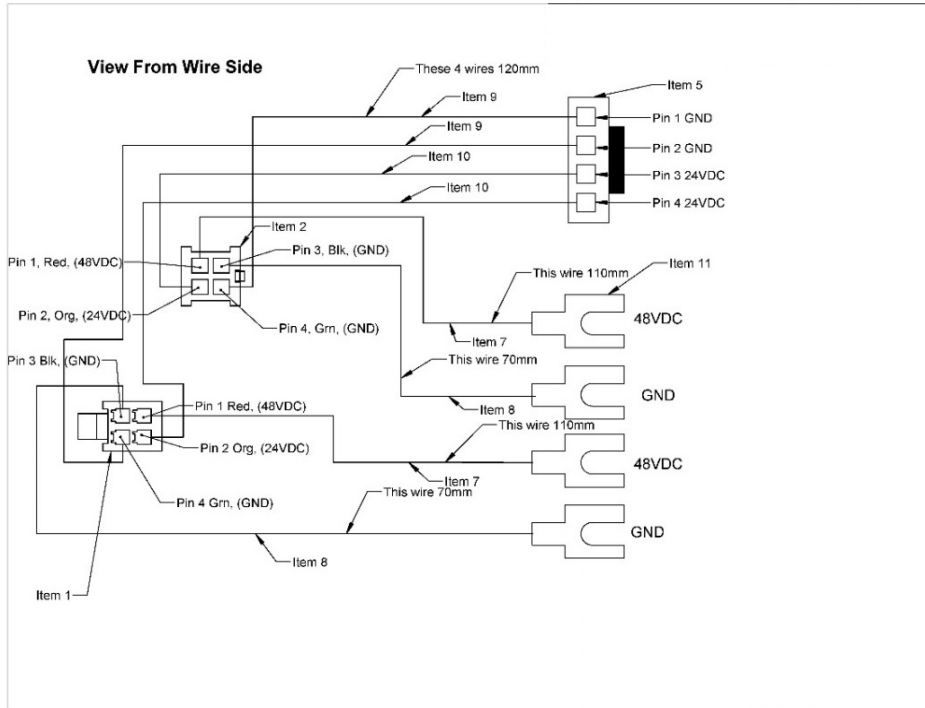 View From Wire Side
These 4 wires 120mm
Item 9
Item 5
Pin 1 GND
Item 9
Pin 2 GND
Item 10
Pin 3 24VDC
Item 10
Pin 4 24VDC
Item 2
Pin 3, Blk, (GND)
Pin 1, Red, (48VDC)
This wire 110mm
Item 11
Pin 2, Org, (24VDC)
48VDC
Pin 4, Grn, (GND)
Item 7
Pin 3 Blk, (GND)
This wire 70mm
GND
Pin 1 Red, (48VDC)
Item 8
This wire 110mm
Pin 2 Org, (24VDC)
48VDC
Item 7
This wire 70mm
Pin 4 Grn, (GND)
GND
Item 8
Item 1